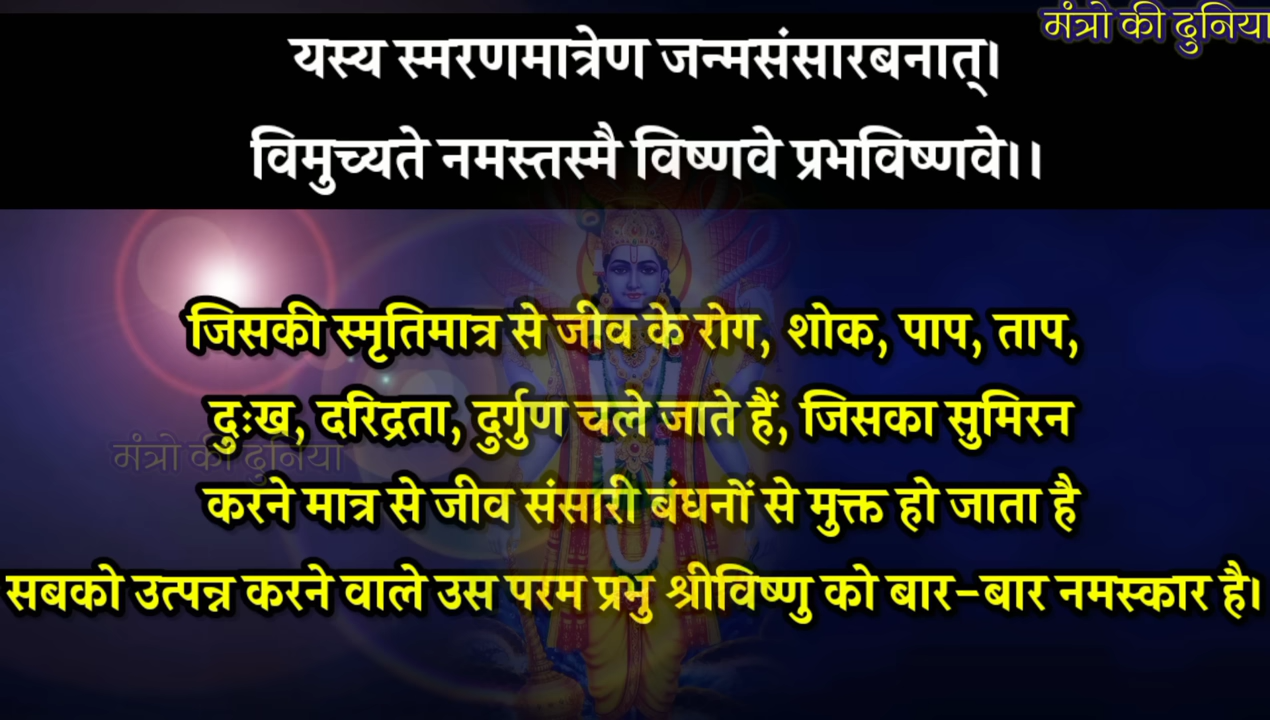 मंत्रो की दुनिया
यस्य स्मरणमात्रेण जन्मसंसारबनात्।
विमुच्यते नमस्तस्मै विष्णवे प्रभविष्णवे।।
जिसकी स्मृतिमात्र से जीव के रोग, शोक, पाप, ताप,
दुःख, दरिद्रता, दुर्गुण चले जाते हैं, जिसका सुमिरन
मंत्रो की दुनिया
करने मात्र से जीव संसारी बंधनों से मुक्त हो जाता है
सबको उत्पन्न करने वाले उस परम प्रभु श्रीविष्णु को बार-बार नमस्कार है।